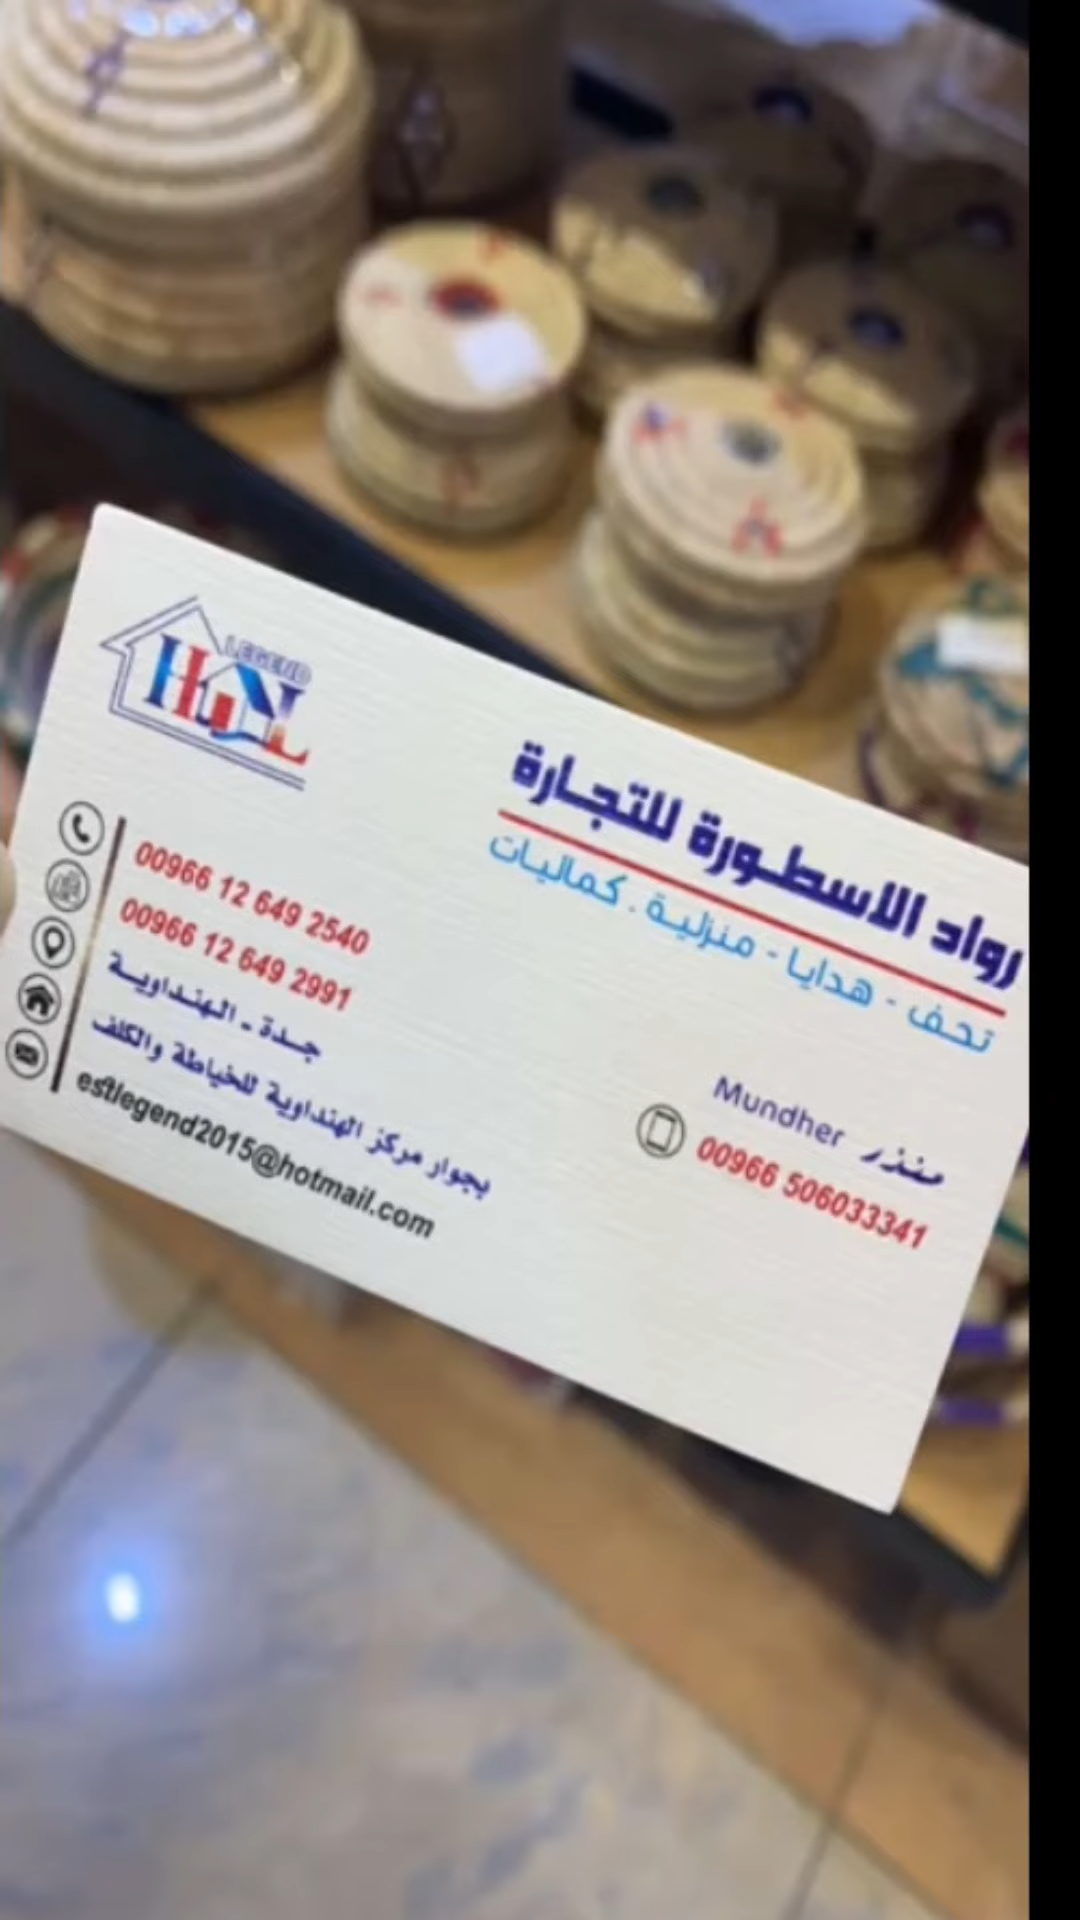 LEGEND
رواد الاسطورة للتجارة
تحف - هدايا - منزلية . كماليات
00966 12 649 2540
00966 12 649 2991
جدة - الهنداوية
بجوار مركز الهنداوية للخياطة والكلف
estlegend2015@hotmail.com
Mundher منذر
00966 506033341